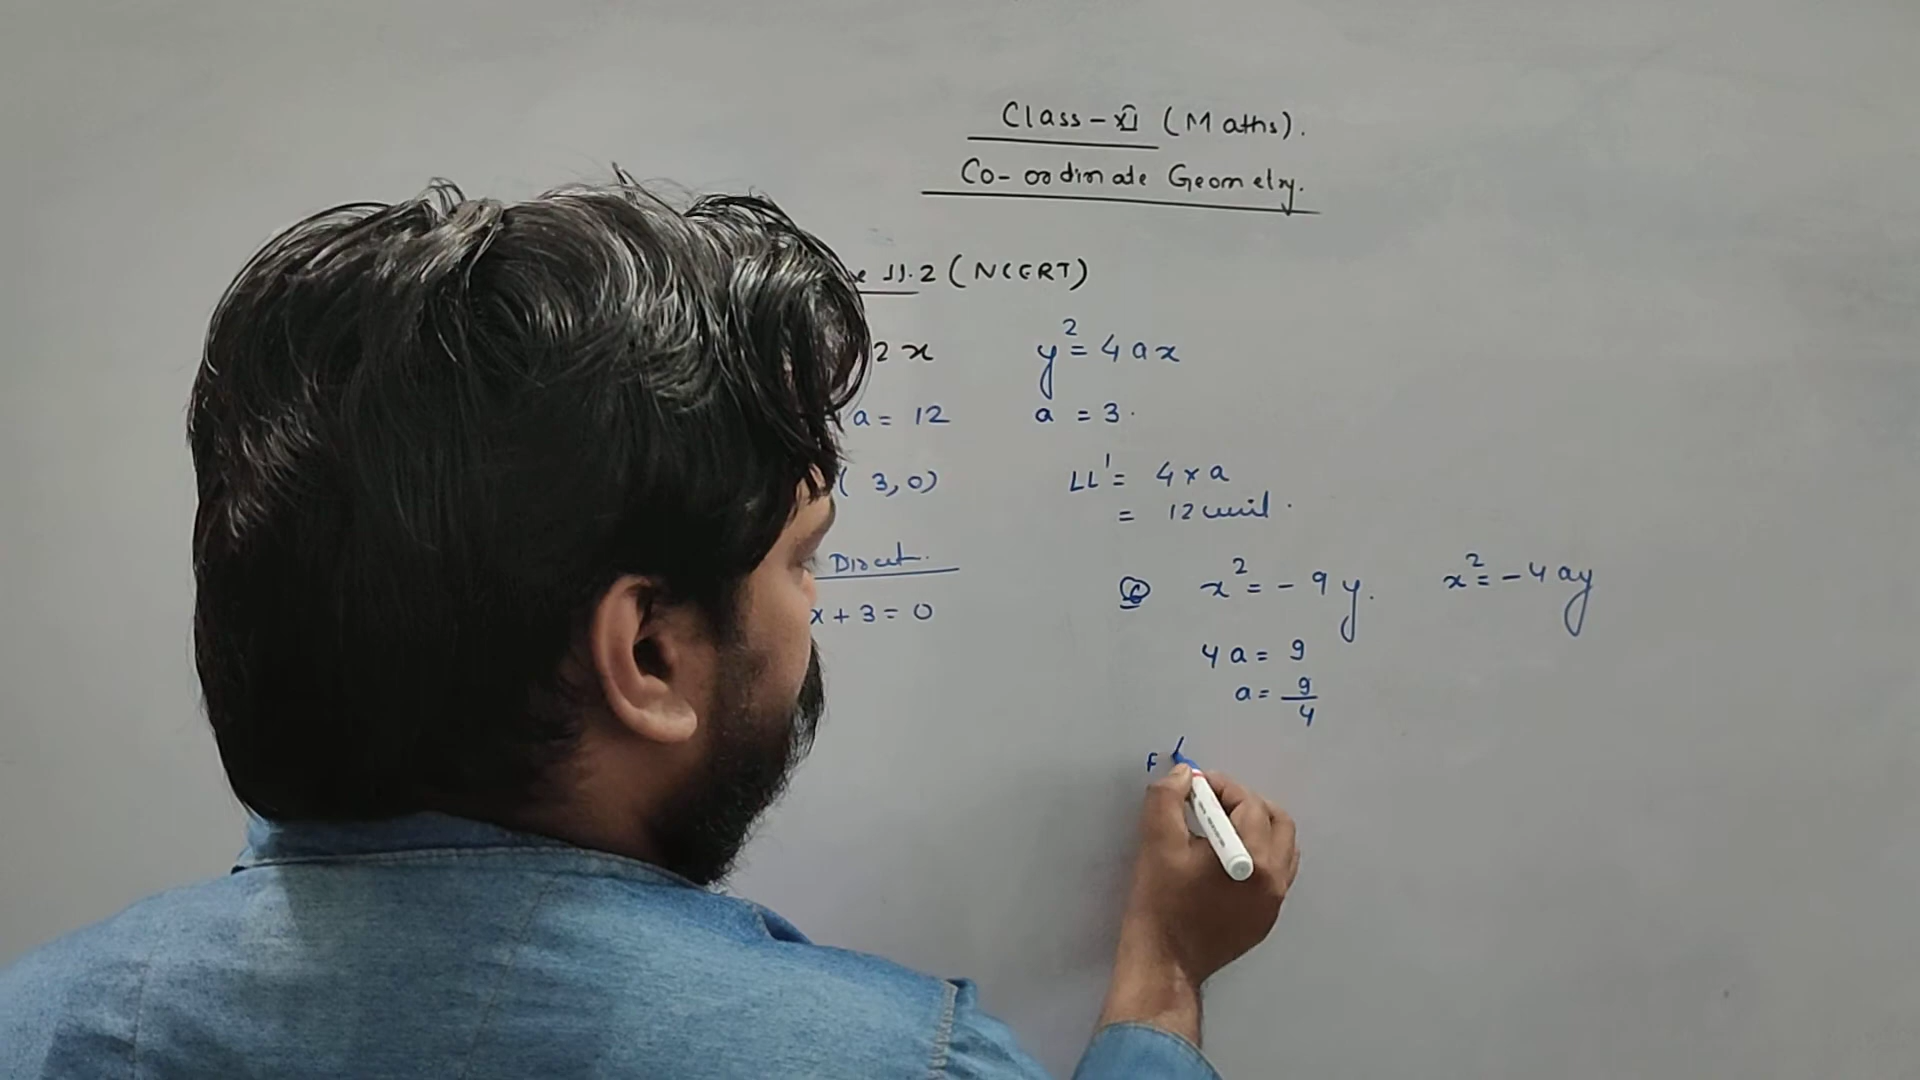 Class-XI (Maths).
Co-ordinate Geometry.
11.2 (NCERT)
2x
y²=4ax
a= 12
a =3.
(3,0)
LL'= 4×a
= 12 unit.
Direct.
x+3=0
6 x²=-9y.
x²=-4ay
4a=9
a=9/4
F (